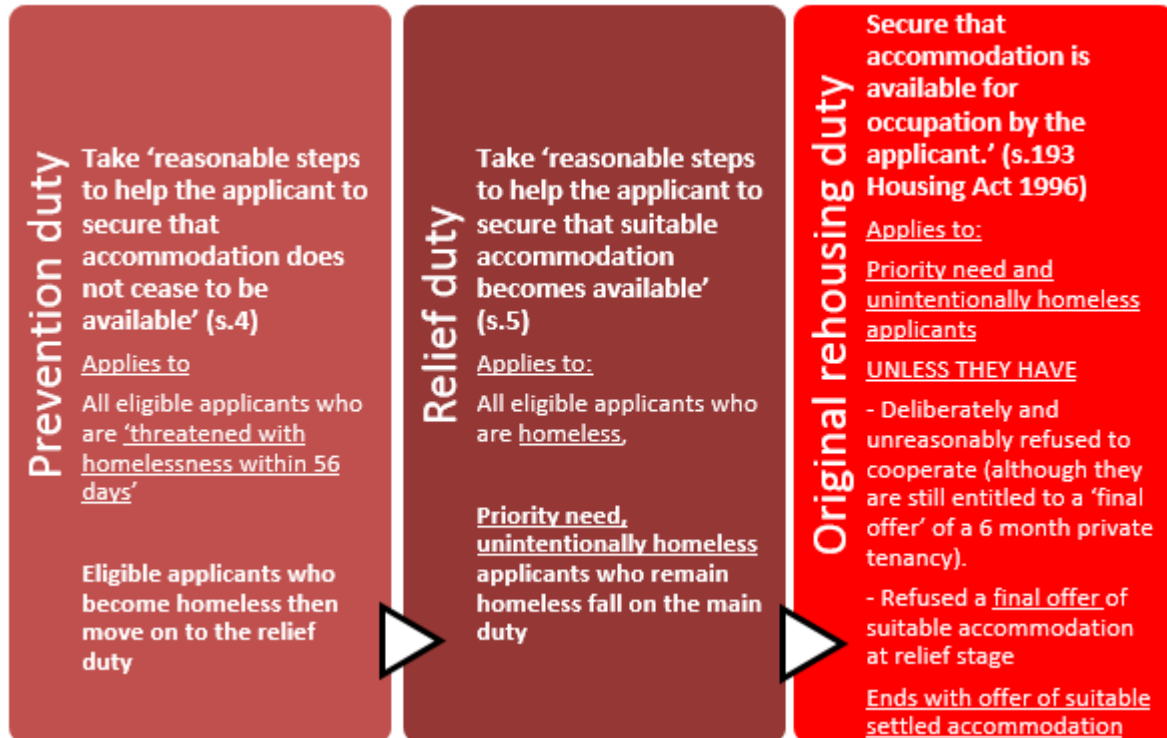 Prevention duty
Take ‘reasonable steps
to help the applicant to
secure that
accommodation does
not cease to be
available’ (s.4)
Applies to
All eligible applicants who
are ‘threatened with
homelessness within 56
days’
Eligible applicants who
become homeless then
move on to the relief
duty
Relief duty
Take ‘reasonable steps
to help the applicant to
secure that suitable
accommodation
becomes available’
(s.5)
Applies to:
All eligible applicants who
are homeless,
Priority need,
unintentionally homeless
applicants who remain
homeless fall on the main
duty
Original rehousing duty
Secure that
accommodation is
available for
occupation by the
applicant.’ (s.193
Housing Act 1996)
Applies to:
Priority need and
unintentionally homeless
applicants
UNLESS THEY HAVE
- Deliberately and
unreasonably refused to
cooperate (although they
are still entitled to a ‘final
offer’ of a 6 month private
tenancy).
- Refused a final offer of
suitable accommodation
at relief stage
Ends with offer of suitable
settled accommodation